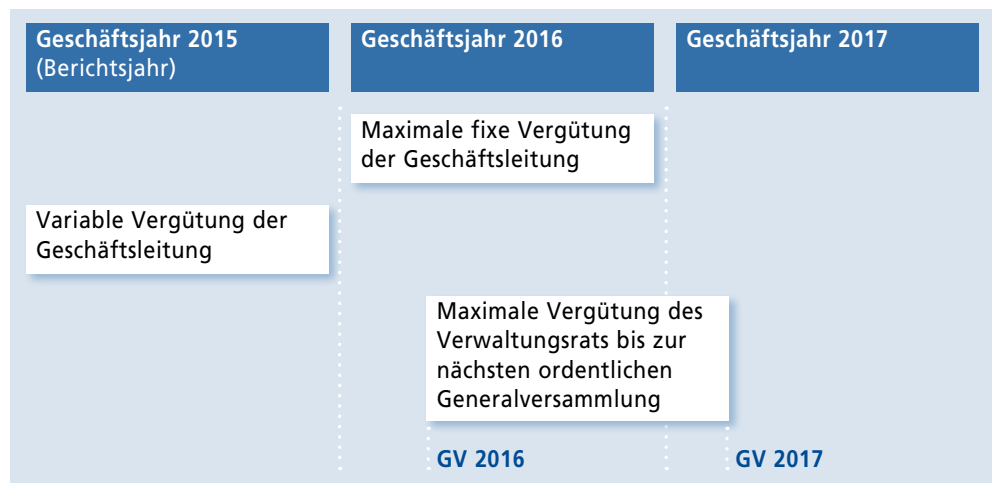 Geschäftsjahr 2015
(Berichtsjahr)
Geschäftsjahr 2016
Geschäftsjahr 2017
Maximale fixe Vergütung
der Geschäftsleitung
Variable Vergütung der
Geschäftsleitung
Maximale Vergütung des
Verwaltungsrats bis zur
nächsten ordentlichen
Generalversammlung
GV 2016
GV 2017